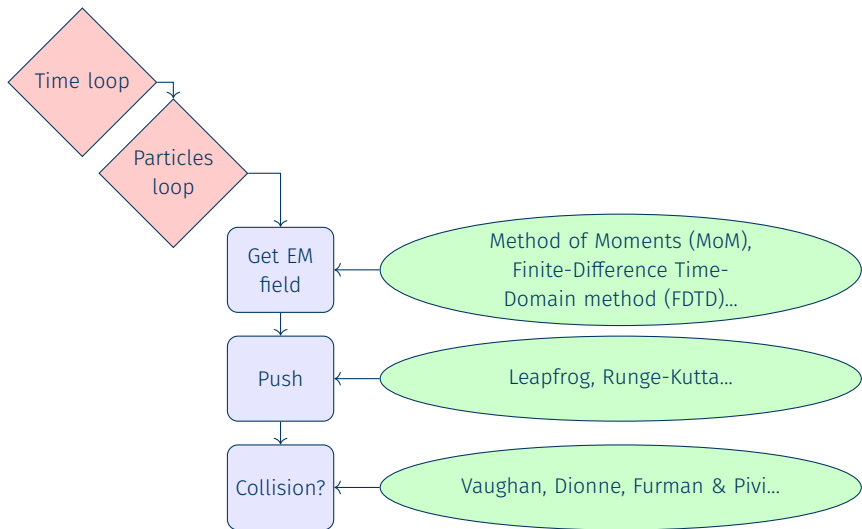 Time loop
Particles
loop
Get EM
field
Method of Moments (MoM),
Finite-Difference Time-
Domain method (FDTD)...
Push
Leapfrog, Runge-Kutta...
Collision?
Vaughan, Dionne, Furman & Pivi...